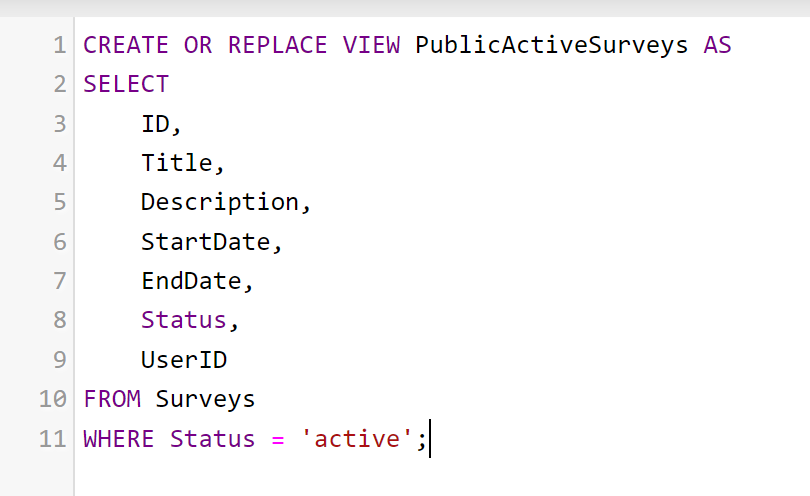 1 CREATE OR REPLACE VIEW PublicActiveSurveys AS
2 SELECT
3     ID,
4     Title,
5     Description,
6     StartDate,
7     EndDate,
8     Status,
9     UserID
10 FROM Surveys
11 WHERE Status = 'active';